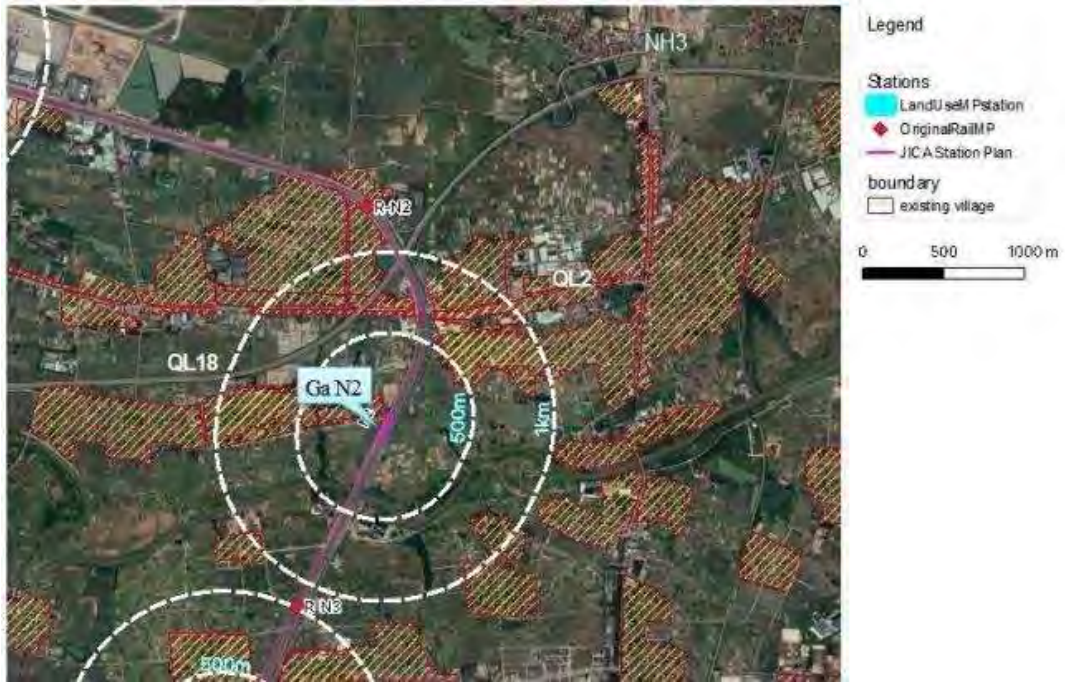 NH3
R-N2
QL2
QL18
Ga N2
500m
1km
R-N3
500m
Legend
Stations
LandUseMPstation
OriginalRailMP
JICA Station Plan
boundary
existing village
0 500 1000 m